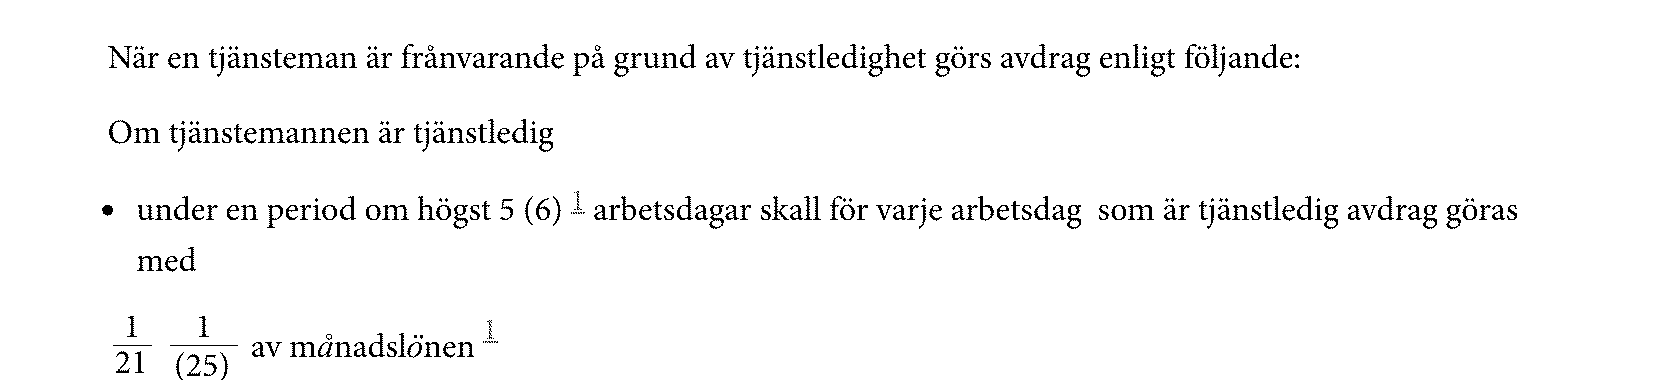 När en tjänsteman är frånvarande på grund av tjänstledighet görs avdrag enligt följande:
Om tjänstemannen är tjänstledig
• under en period om högst 5 (6) 1 arbetsdagar skall för varje arbetsdag  som är tjänstledig avdrag göras
med
1/21 1/(25) av månadslönen 1